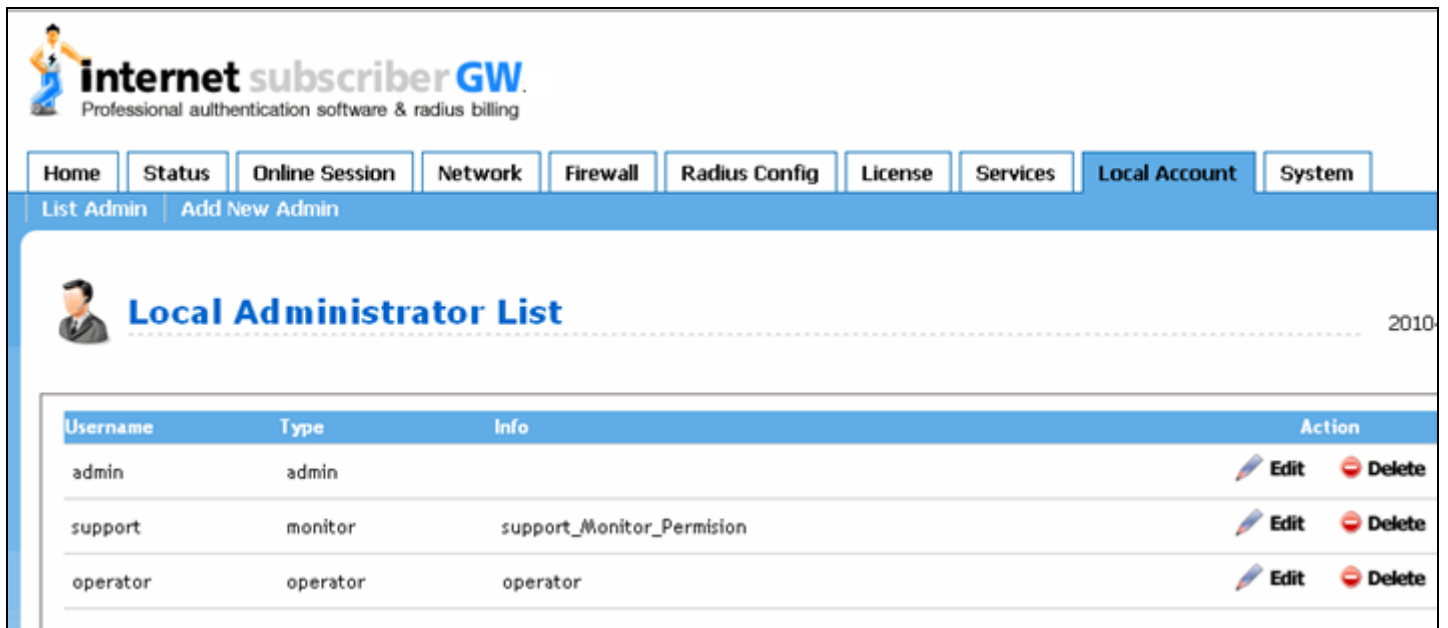 internet subscriber GW.
Professional aulthentication software & radius billing
Home Status Online Session Network Firewall Radius Config License Services Local Account System
List Admin Add New Admin
Local Administrator List
2010-
Username Type Info Action
admin admin Edit Delete
support monitor support_Monitor_Permision Edit Delete
operator operator operator Edit Delete